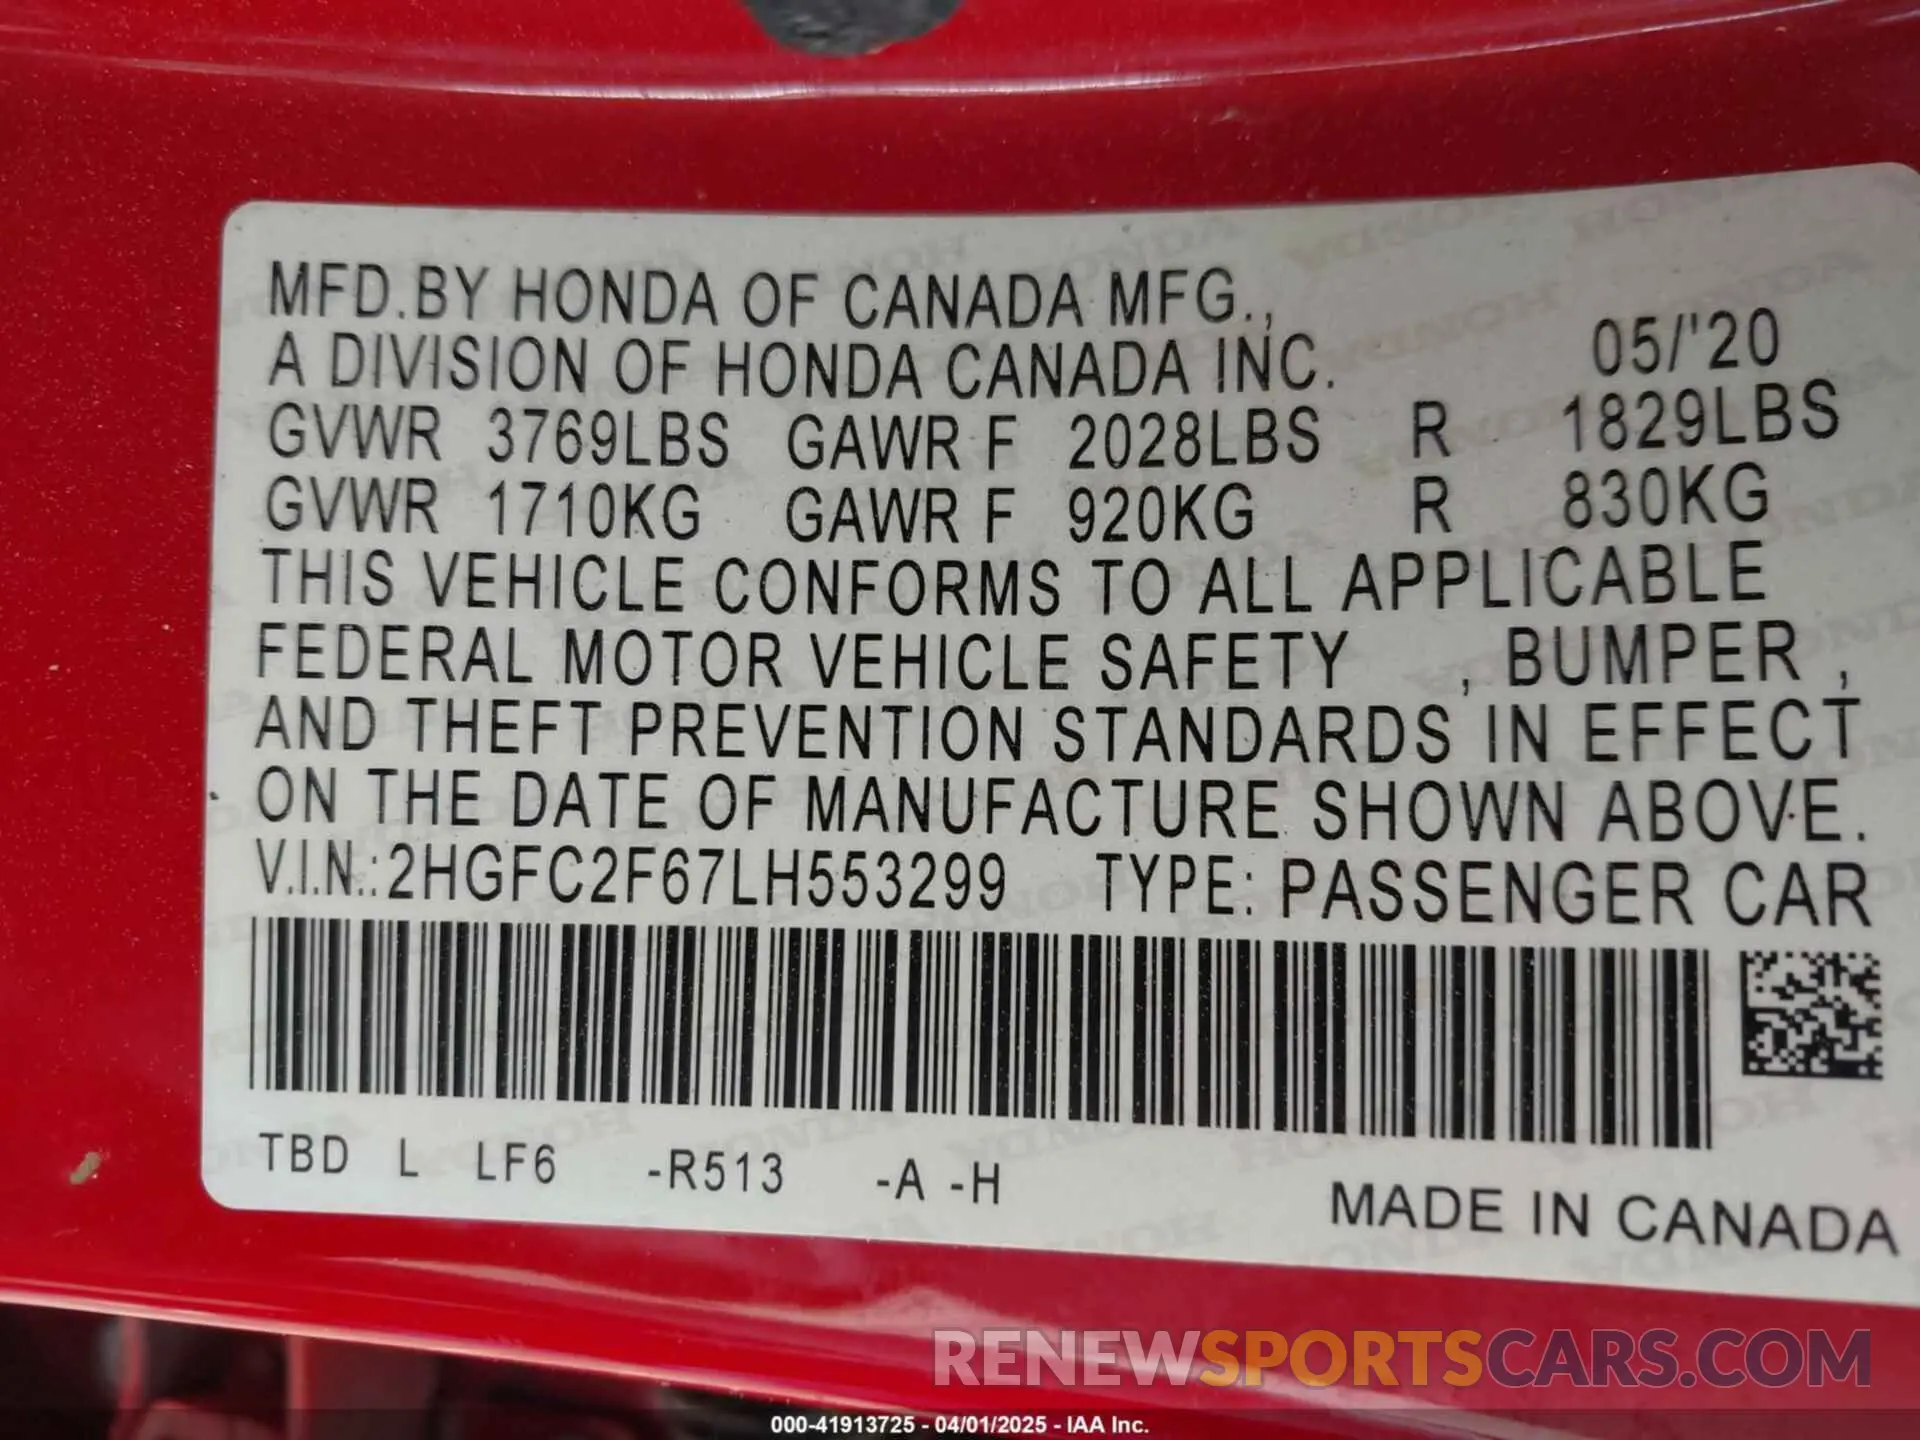 MFD.BY HONDA OF CANADA MFG.,
A DIVISION OF HONDA CANADA INC. 05/'20
GVWR 3769LBS GAWR F 2028LBS R 1829LBS
GVWR 1710KG GAWR F 920KG R 830KG
THIS VEHICLE CONFORMS TO ALL APPLICABLE
FEDERAL MOTOR VEHICLE SAFETY , BUMPER ,
AND THEFT PREVENTION STANDARDS IN EFFECT
ON THE DATE OF MANUFACTURE SHOWN ABOVE.
V.I.N.:2HGFC2F67LH553299 TYPE: PASSENGER CAR
TBD L LF6 -R513 -A -H
MADE IN CANADA
RENEWSPORTSCARS.COM
000-41913725 - 04/01/2025 - IAA Inc.